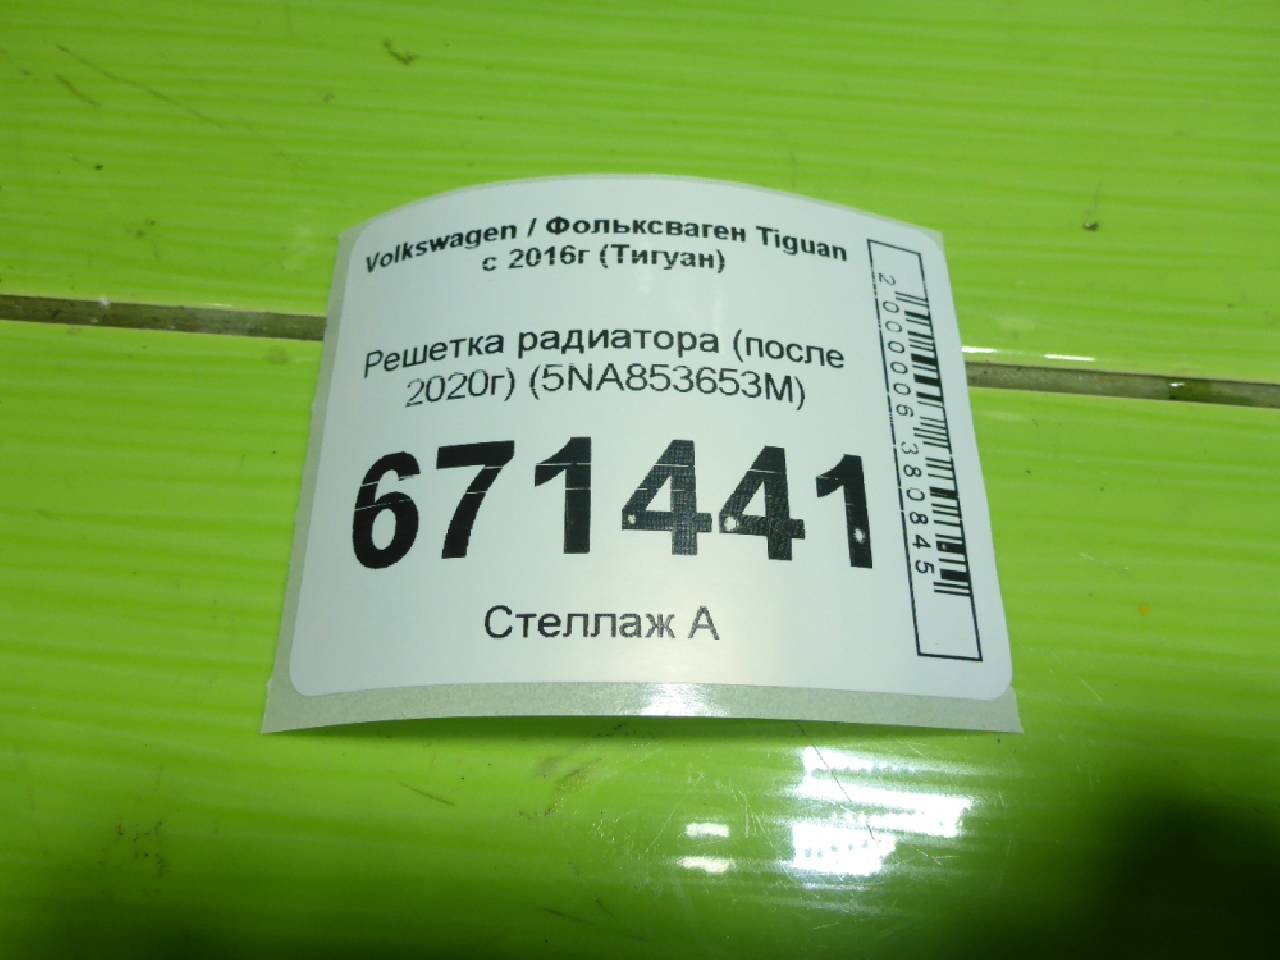 Volkswagen / Фольксваген Tiguan
с 2016г (Тигуан)
Решетка радиатора (после
2020г) (5NA853653M)
671441
Стеллаж А
2000006380845